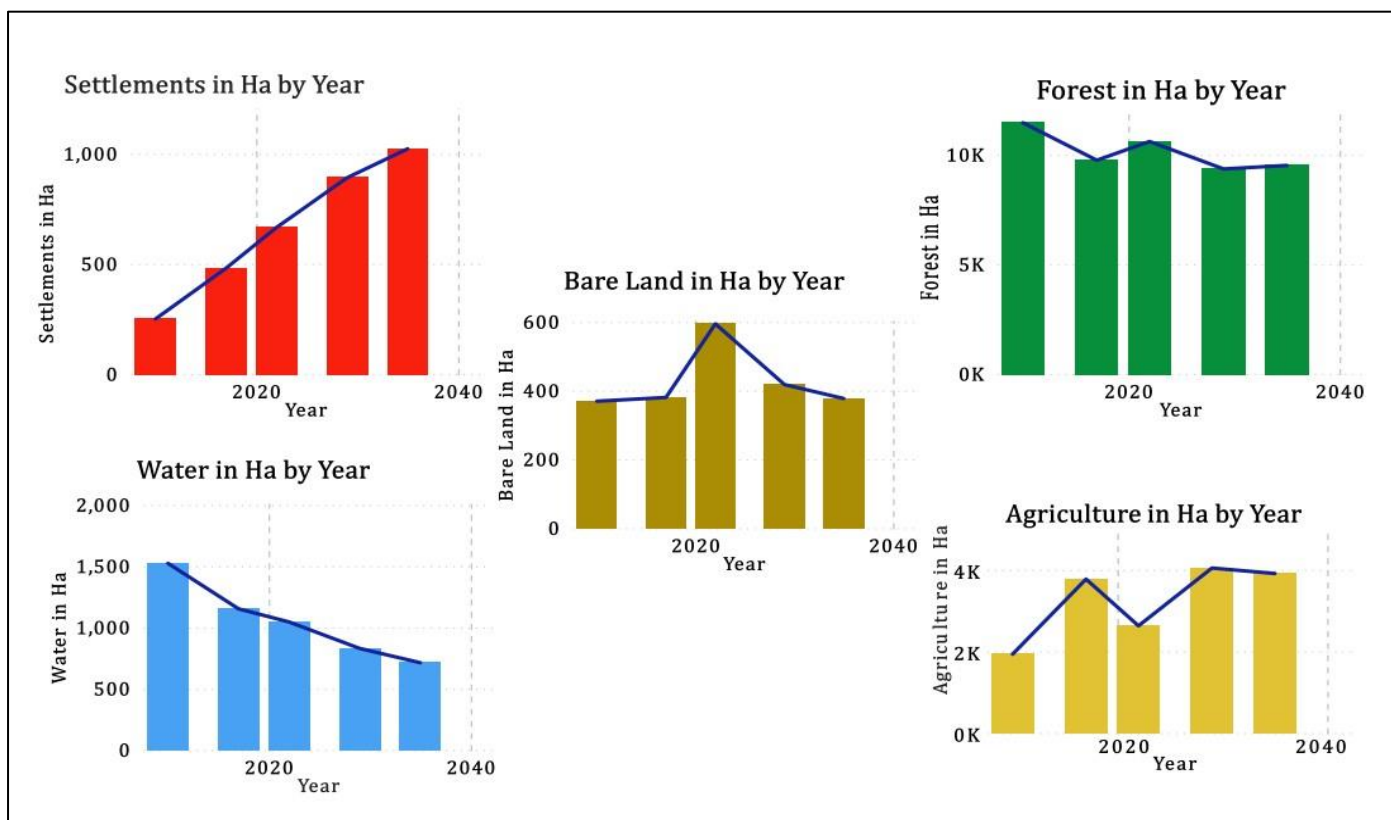 Settlements in Ha by Year
Settlements in Ha
1,000
500
0
2020
2040
Year
Forest in Ha by Year
Forest in Ha
10K
5K
0K
2020
2040
Year
Bare Land in Ha by Year
Bare Land in Ha
600
400
200
0
2020
2040
Year
Water in Ha by Year
Water in Ha
2,000
1,500
1,000
500
0
2020
2040
Year
Agriculture in Ha by Year
Agriculture in Ha
4K
2K
0K
2020
2040
Year